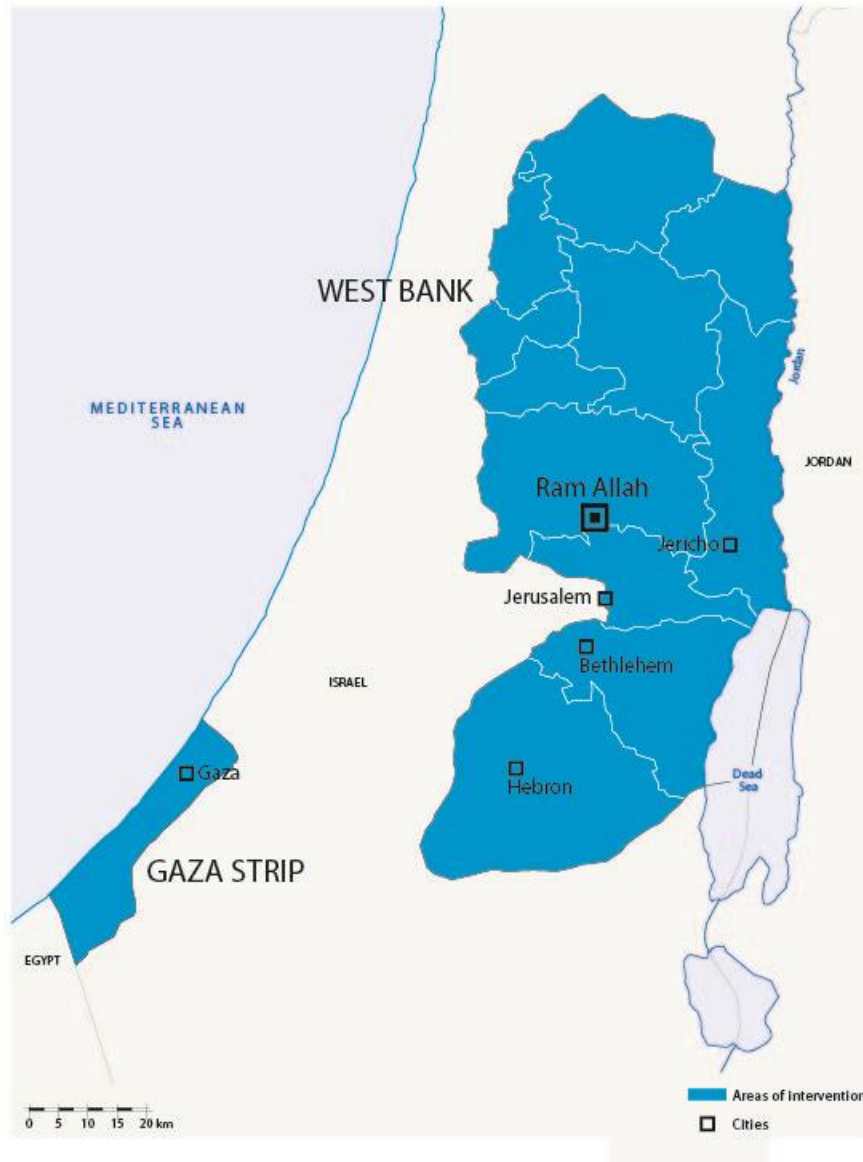 WEST BANK
MEDITERRANEAN
SEA
Jordan
JORDAN
Ram Allah
Jericho
Jerusalem
Bethlehem
ISRAEL
Gaza
Hebron
Dead
Sea
GAZA STRIP
EGYPT
Areas of intervention
0 5 10 15 20 km
Cities